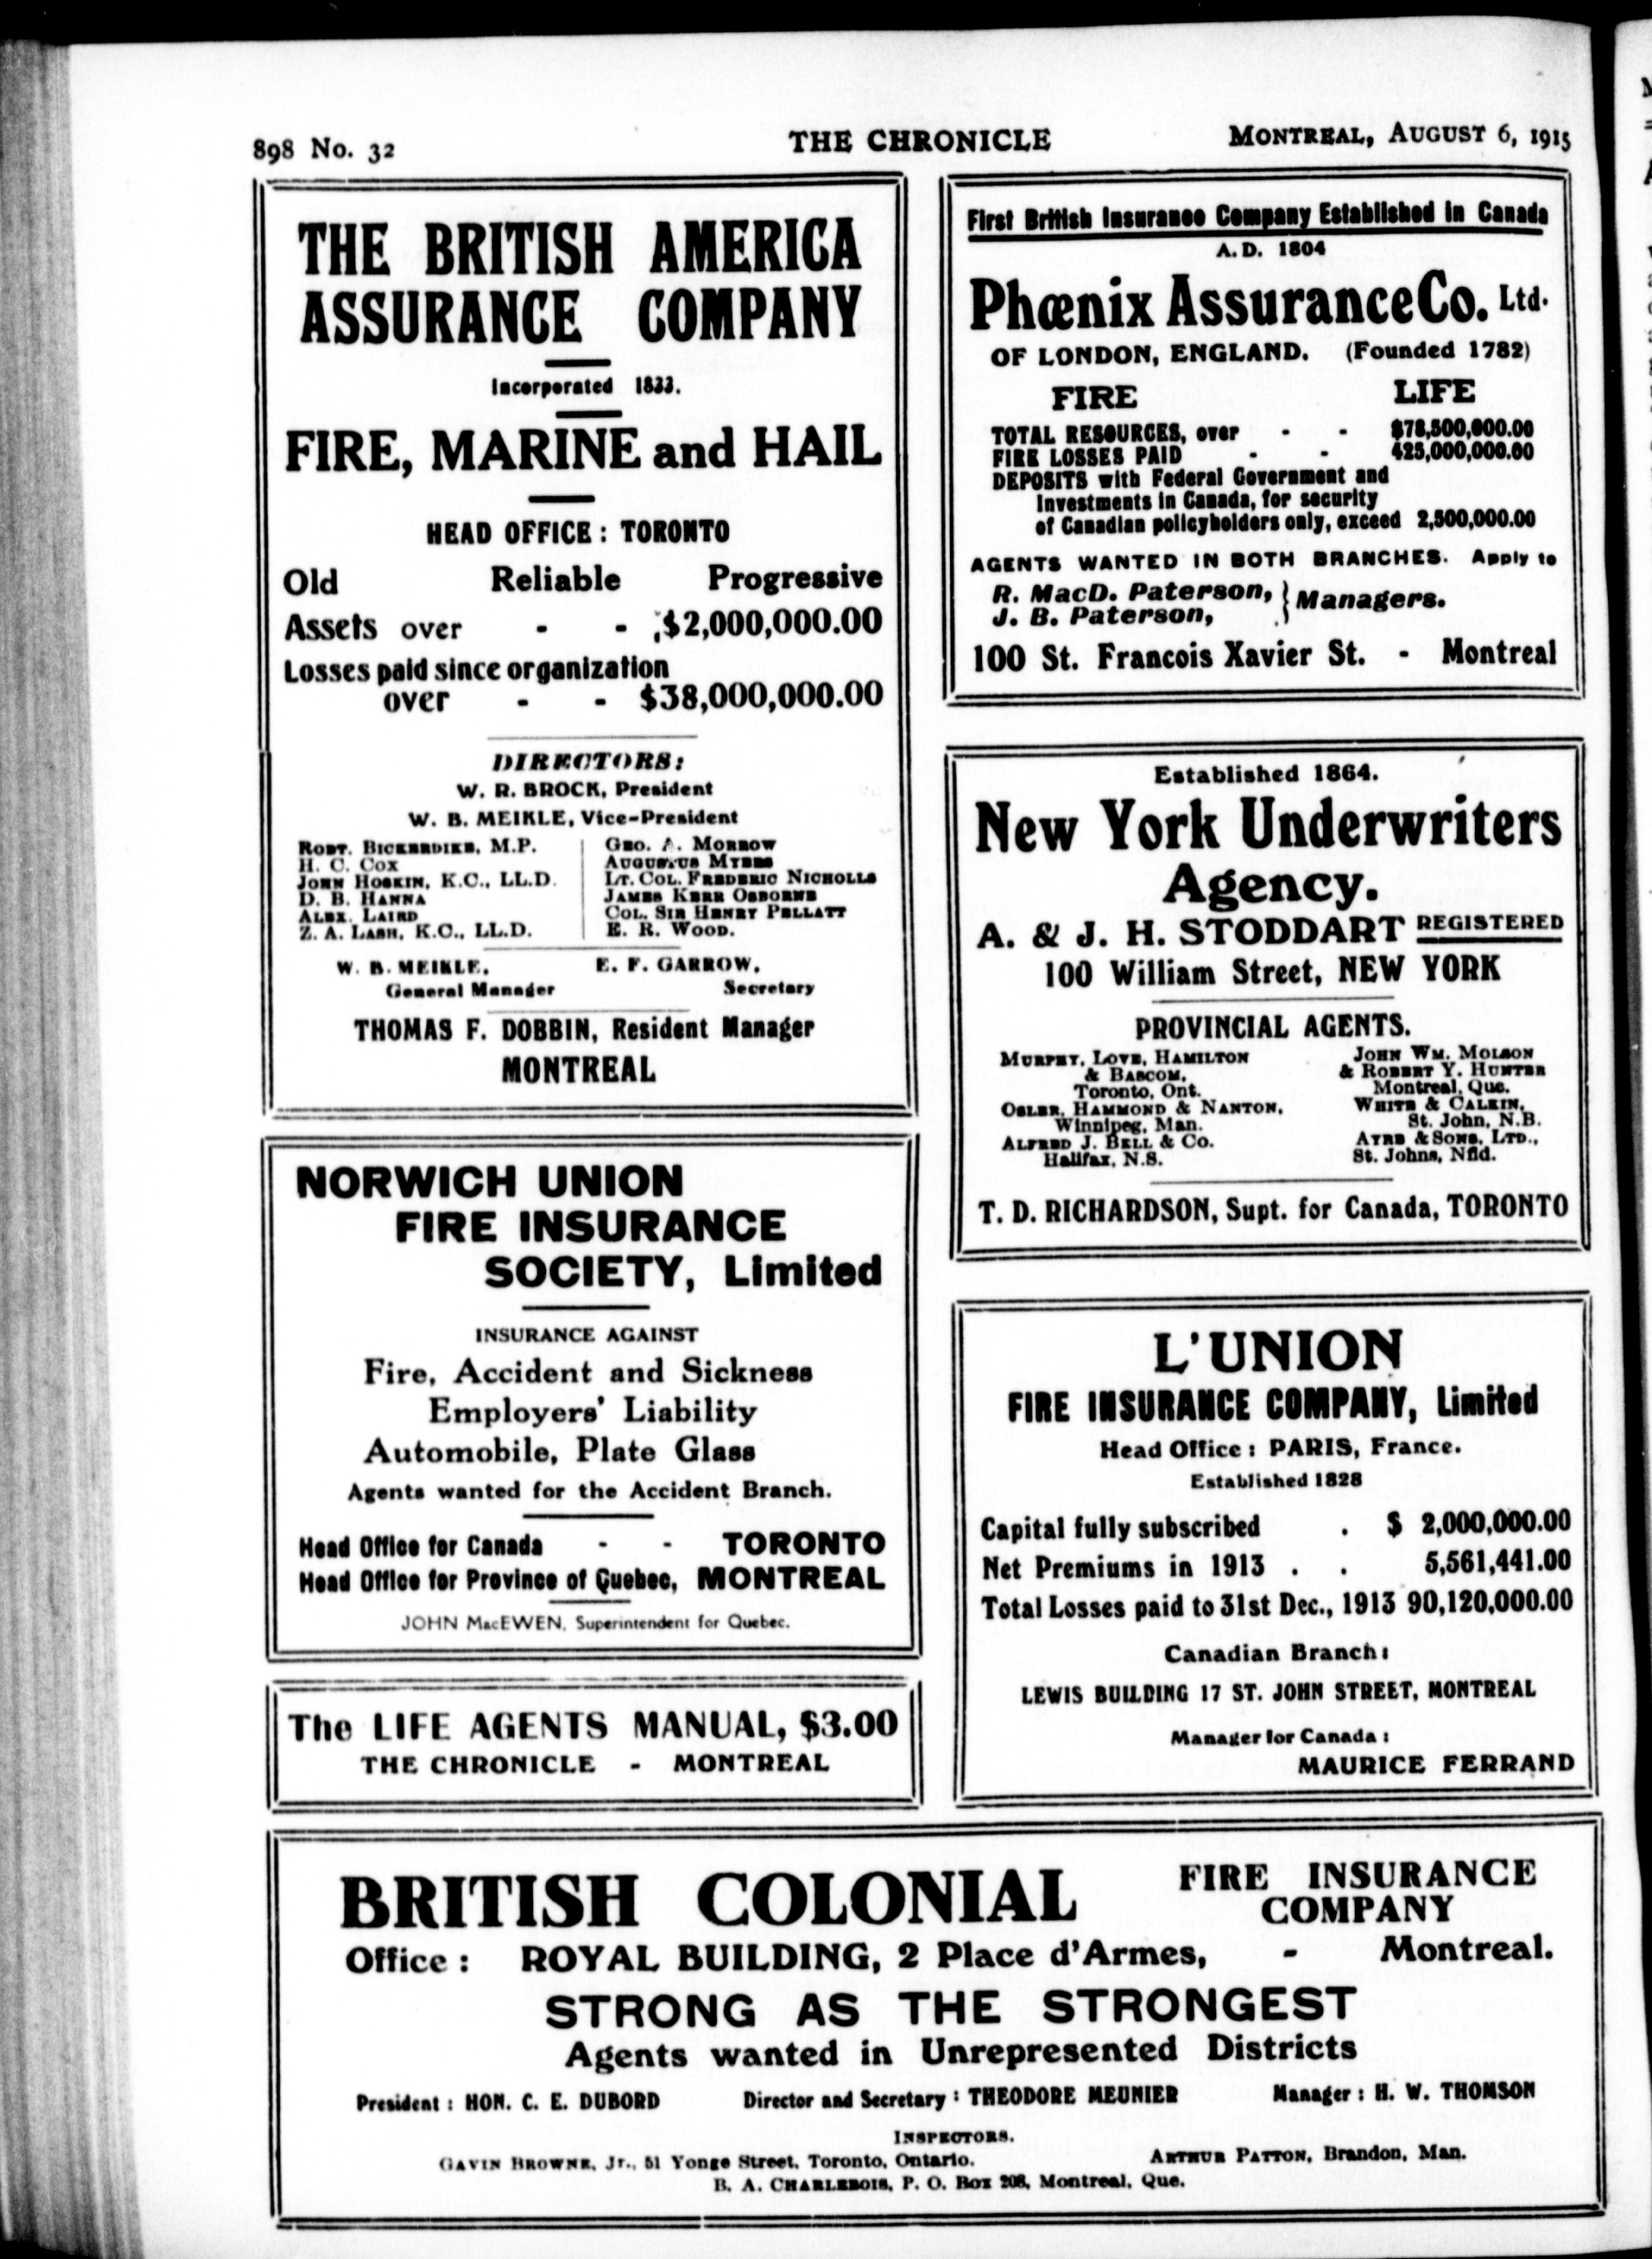 898 No. 32
THE CHRONICLE
MONTREAL, AUGUST 6, 1915
THE BRITISH AMERICA
ASSURANCE COMPANY
Incorporated 1833.
FIRE, MARINE and HAIL
HEAD OFFICE : TORONTO
Old Reliable Progressive
Assets over - - $2,000,000.00
Losses paid since organization
over - - $38,000,000.00
DIRECTORS:
W. R. BROCK, President
W. B. MEIKLE, Vice-President
ROBT. BICKERDIKE, M.P.
H. C. COX
JOHN HOSKIN, K.C., LL.D.
D. B. HANNA
ALEX. LAIRD
Z. A. LASH, K.C., LL.D.
GEO. A. MORROW
AUGUSTUS MYERS
LT. COL. FREDERIC NICHOLLS
JAMES KERR OSBORNE
COL. SIR HENRY PELLATT
E. R. WOOD.
W. B. MEIKLE, E. F. GARROW,
General Manager Secretary
THOMAS F. DOBBIN, Resident Manager
MONTREAL
NORWICH UNION
FIRE INSURANCE
SOCIETY, Limited
INSURANCE AGAINST
Fire, Accident and Sickness
Employers' Liability
Automobile, Plate Glass
Agents wanted for the Accident Branch.
Head Office for Canada - - TORONTO
Head Office for Province of Quebec, MONTREAL
JOHN MacEWEN, Superintendent for Quebec.
The LIFE AGENTS MANUAL, $3.00
THE CHRONICLE - MONTREAL
First British Insurance Company Established in Canada
A. D. 1804
Phœnix Assurance Co. Ltd.
OF LONDON, ENGLAND. (Founded 1782)
FIRE LIFE
TOTAL RESOURCES, over - - $78,500,000.00
FIRE LOSSES PAID - - 425,000,000.00
DEPOSITS with Federal Government and
Investments in Canada, for security
of Canadian policyholders only, exceed 2,500,000.00
AGENTS WANTED IN BOTH BRANCHES. Apply to
R. MacD. Paterson, } Managers.
J. B. Paterson,
100 St. Francois Xavier St. - Montreal
Established 1864.
New York Underwriters
Agency.
A. & J. H. STODDART REGISTERED
100 William Street, NEW YORK
PROVINCIAL AGENTS.
MURPHY, LOVE, HAMILTON
& BASCOM,
Toronto, Ont.
OSLER, HAMMOND & NANTON,
Winnipeg, Man.
ALFRED J. BELL & CO.
Halifax, N.S.
JOHN WM. MOLSON
& ROBERT Y. HUNTER
Montreal, Que.
WHITE & CALKIN,
St. John, N.B.
AYRE & SONS, LTD.,
St. Johns, Nfld.
T. D. RICHARDSON, Supt. for Canada, TORONTO
L'UNION
FIRE INSURANCE COMPANY, Limited
Head Office : PARIS, France.
Established 1828
Capital fully subscribed . $ 2,000,000.00
Net Premiums in 1913 . . 5,561,441.00
Total Losses paid to 31st Dec., 1913 90,120,000.00
Canadian Branch :
LEWIS BUILDING 17 ST. JOHN STREET, MONTREAL
Manager for Canada :
MAURICE FERRAND
BRITISH COLONIAL FIRE INSURANCE
COMPANY
Office : ROYAL BUILDING, 2 Place d'Armes, - Montreal.
STRONG AS THE STRONGEST
Agents wanted in Unrepresented Districts
President : HON. C. E. DUBORD Director and Secretary : THEODORE MEUNIER Manager : H. W. THOMSON
INSPECTORS.
GAVIN BROWNE, Jr., 51 Yonge Street, Toronto, Ontario. ARTHUR PATTON, Brandon, Man.
B. A. CHARLEBOIS, P. O. Box 208, Montreal, Que.